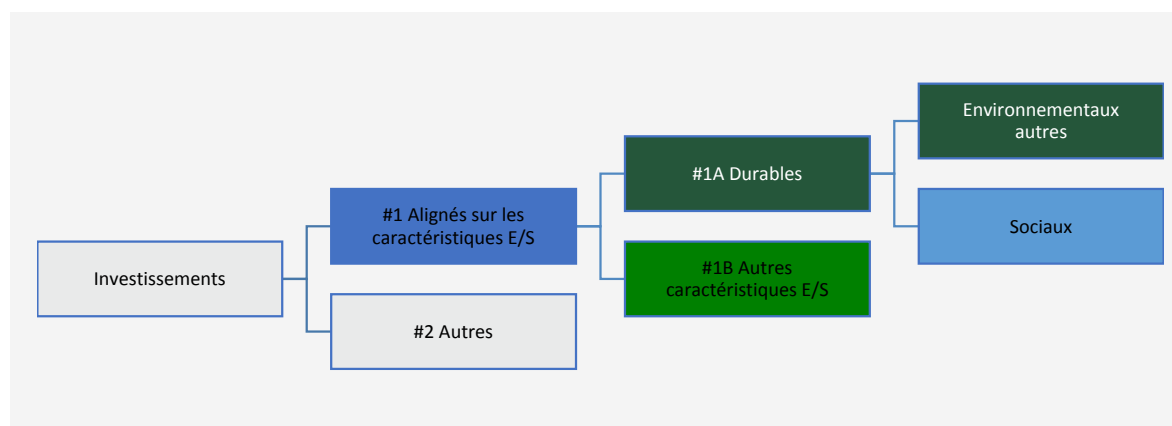 Investissements
#1 Alignés sur les
caractéristiques E/S
#2 Autres
#1A Durables
#1B Autres
caractéristiques E/S
Environnementaux
autres
Sociaux